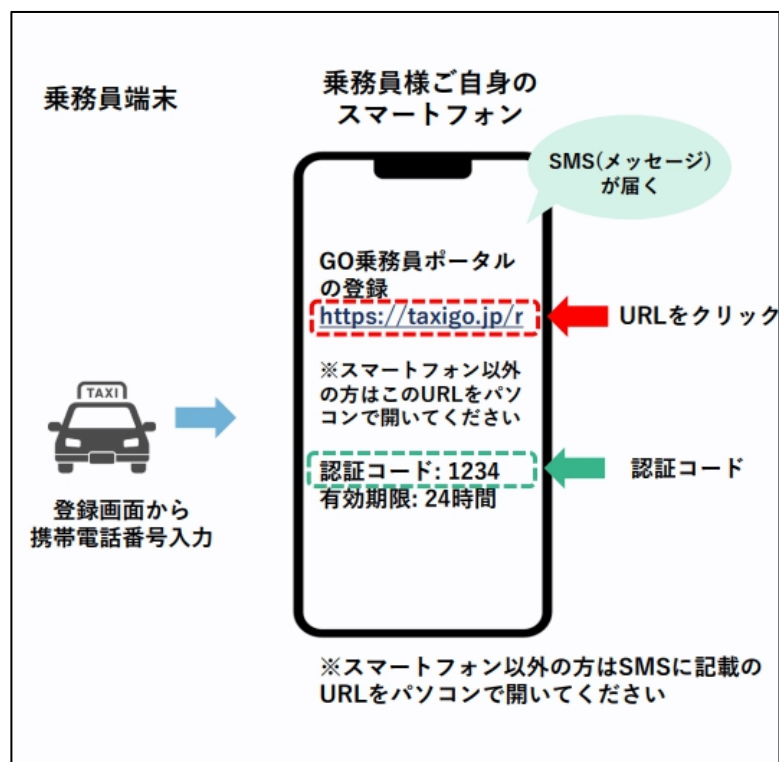 乗務員端末
乗務員様ご自身の
スマートフォン
SMS(メッセージ)
が届く
GO乗務員ポータル
の登録
https://taxigo.jp/r
URLをクリック
※スマートフォン以外
の方はこのURLをパソ
コンで開いてください
TAXI
登録画面から
携帯電話番号入力
認証コード: 1234
認証コード
有効期限: 24時間
※スマートフォン以外の方はSMSに記載の
URLをパソコンで開いてください